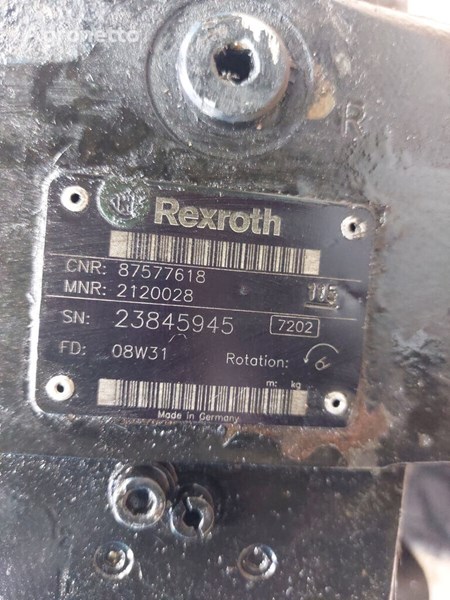 R
Rexroth
CNR: 87577618
MNR: 2120028
SN: 23845945 7202
FD: 08W31 Rotation:
m: kg
Made in Germany